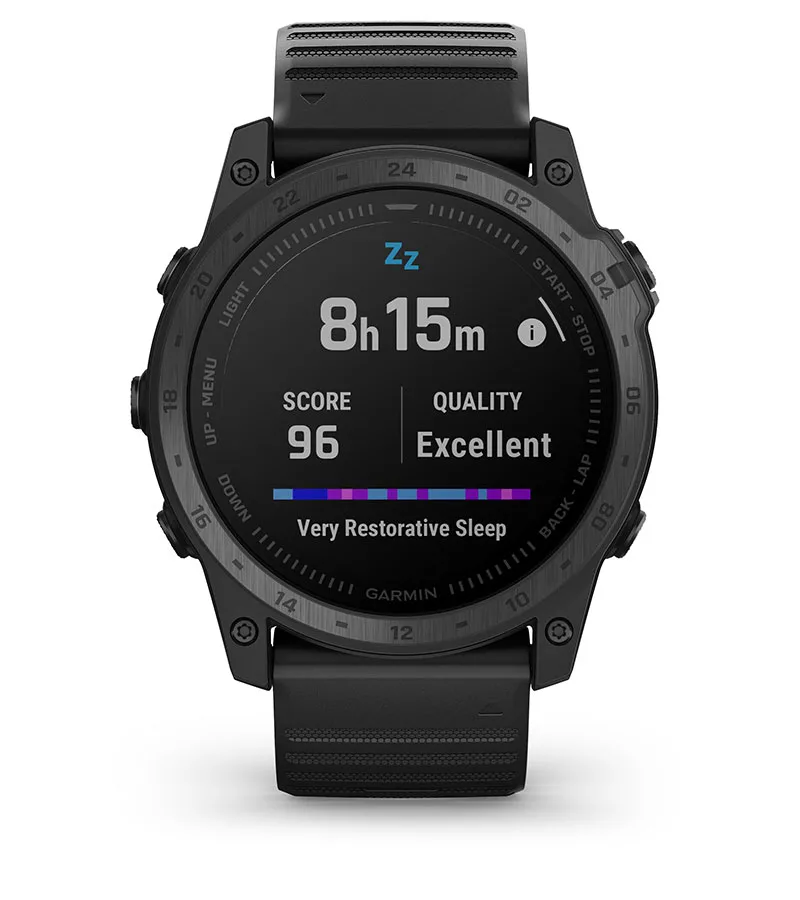 24
22
02
20
04
18
06
16
08
14
10
12
LIGHT
START - STOP
UP - MENU
DOWN
BACK - LAP
zz
8h15m
i
SCORE
QUALITY
96
Excellent
Very Restorative Sleep
GARMIN